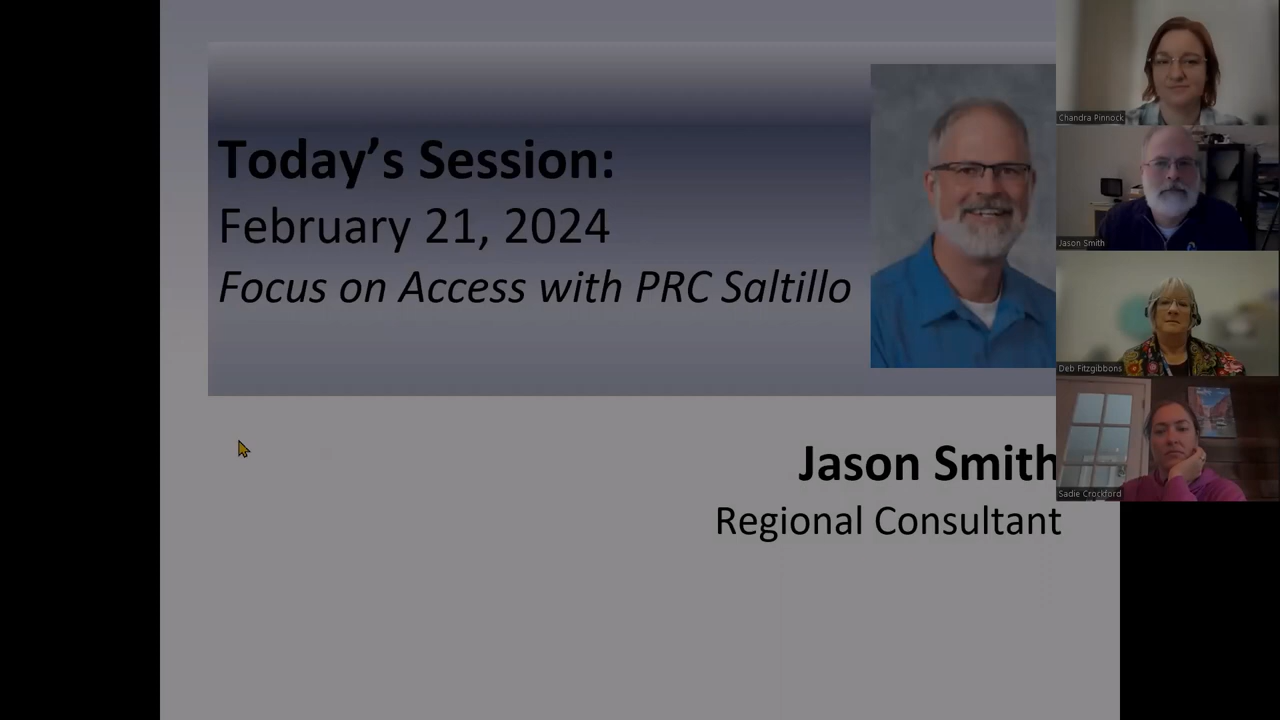 Today's Session:
February 21, 2024
Focus on Access with PRC Saltillo
Jason Smith
Regional Consultant
Chandra Pinnock
Jason Smith
Deb Fitzgibbons
Sadie Crockford